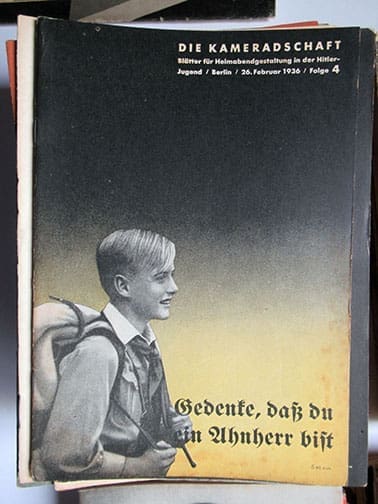 DIE KAMERADSCHAFT
Blätter für Heimabendgestaltung in der Hitler-
Jugend / Berlin / 26. Februar 1936 / Folge 4
Gedenke, daß du
ein Ahnherr bist